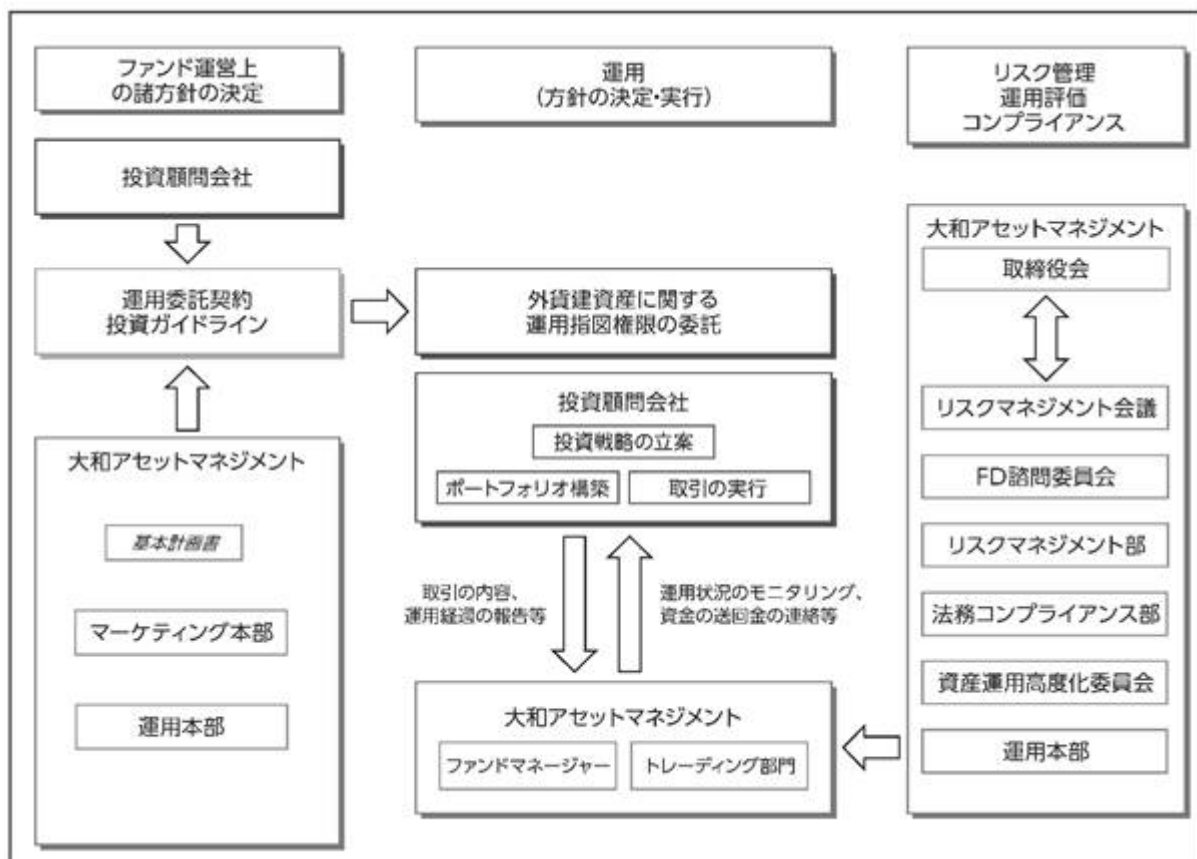 ファンド運営上
の諸方針の決定
投資顧問会社
運用委託契約
投資ガイドライン
大和アセットマネジメント
基本計画書
マーケティング本部
運用本部
運用
(方針の決定・実行)
外貨建資産に関する
運用指図権限の委託
投資顧問会社
投資戦略の立案
ポートフォリオ構築
取引の実行
取引の内容、
運用経過の報告等
運用状況のモニタリング、
資金の送回金の連絡等
大和アセットマネジメント
ファンドマネージャー
トレーディング部門
リスク管理
運用評価
コンプライアンス
大和アセットマネジメント
取締役会
リスクマネジメント会議
FD諮問委員会
リスクマネジメント部
法務コンプライアンス部
資産運用高度化委員会
運用本部